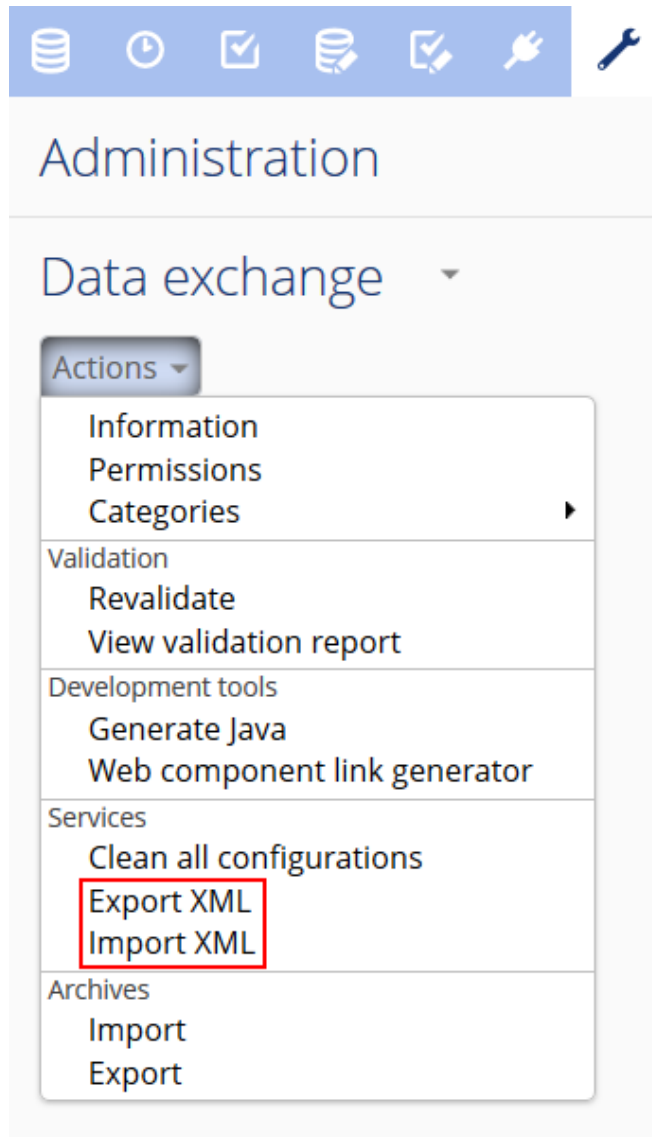 Administration
Data exchange
Actions
Information
Permissions
Categories
Validation
Revalidate
View validation report
Development tools
Generate Java
Web component link generator
Services
Clean all configurations
Export XML
Import XML
Archives
Import
Export